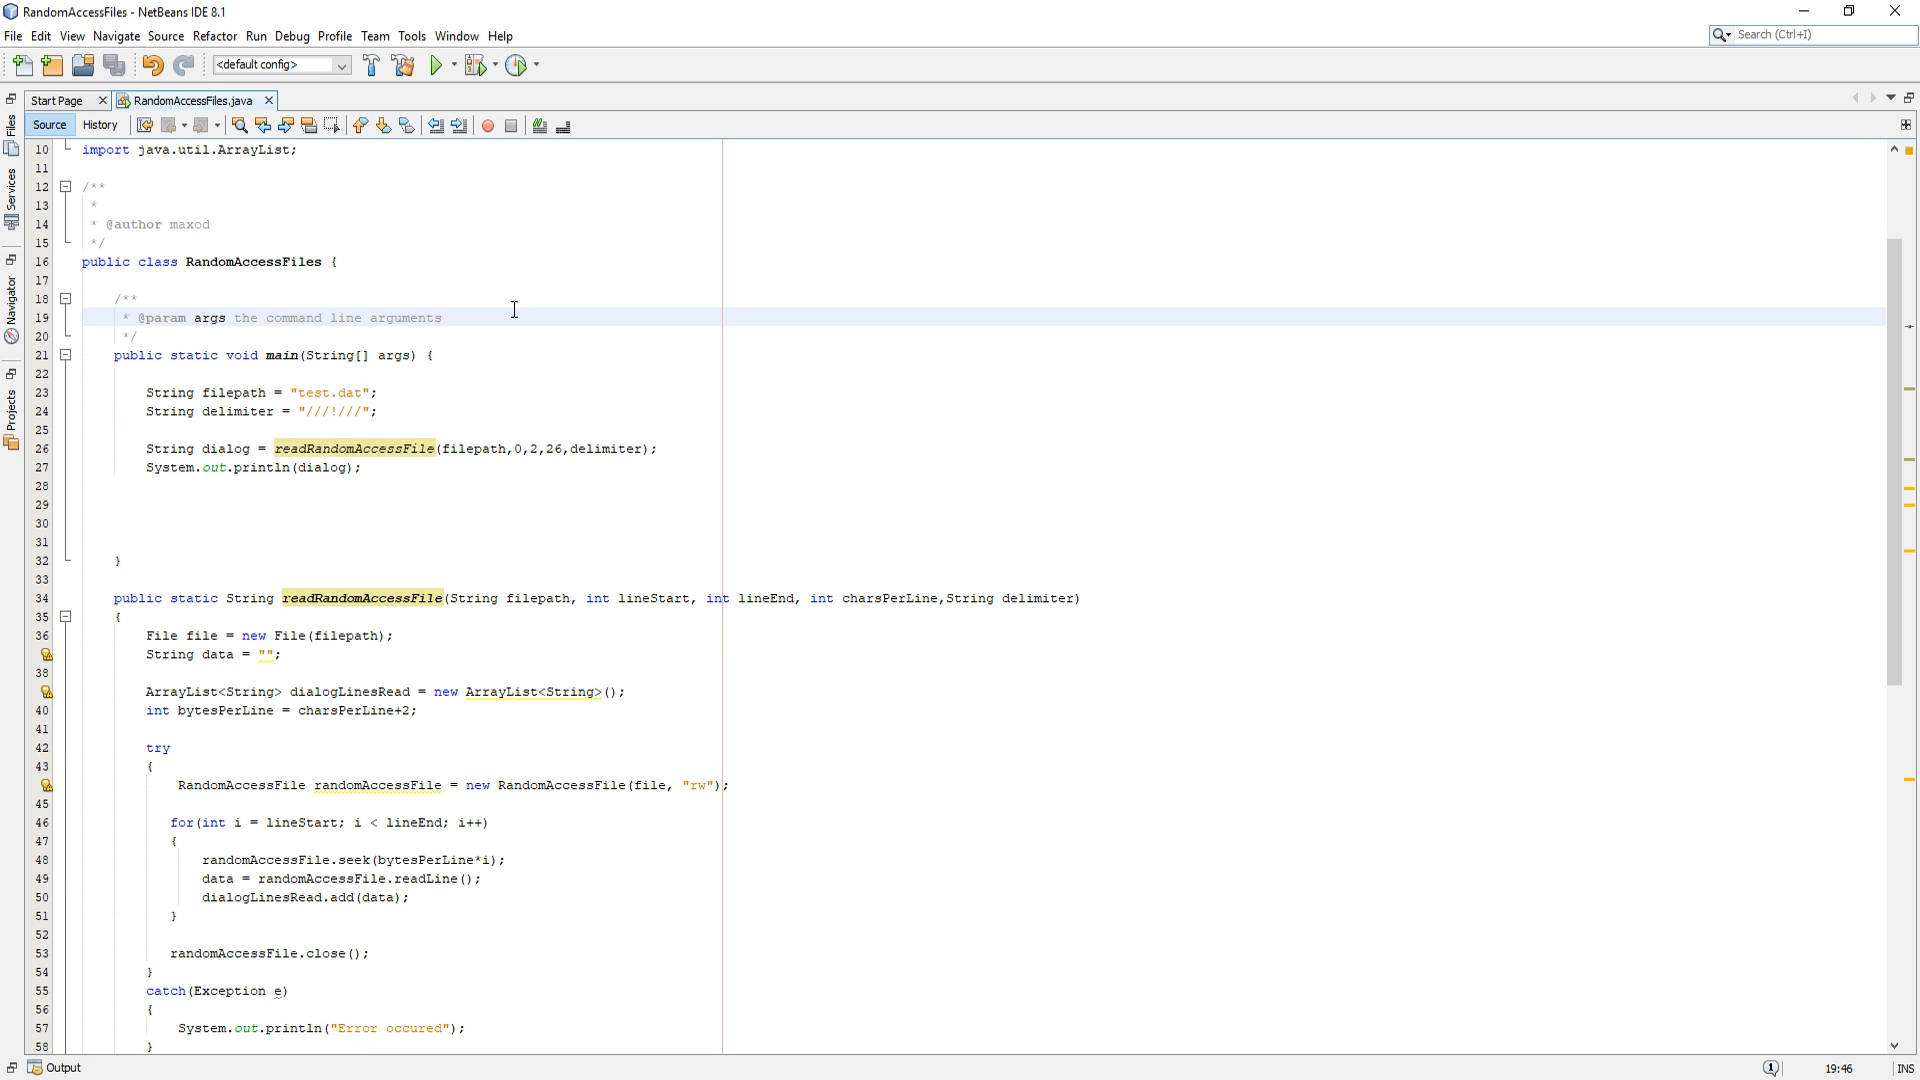 RandomAccessFiles - NetBeans IDE 8.1
File Edit View Navigate Source Refactor Run Debug Profile Team Tools Window Help
Search (Ctrl+I)
<default config>
Start Page
RandomAccessFiles.java
Source History
Files
Services
Navigator
Projects
10 import java.util.ArrayList;
11
12 /**
13 *
14 * @author maxod
15 */
16 public class RandomAccessFiles {
17
18 /**
19 * @param args the command line arguments
20 */
21 public static void main(String[] args) {
22
23 String filepath = "test.dat";
24 String delimiter = "///!///";
25
26 String dialog = readRandomAccessFile(filepath,0,2,26,delimiter);
27 System.out.println(dialog);
28
29
30
31
32 }
33
34 public static String readRandomAccessFile(String filepath, int lineStart, int lineEnd, int charsPerLine,String delimiter)
35 {
36 File file = new File(filepath);
String data = "";
38
ArrayList<String> dialogLinesRead = new ArrayList<String>();
40 int bytesPerLine = charsPerLine+2;
41
42 try
43 {
RandomAccessFile randomAccessFile = new RandomAccessFile(file, "rw");
45
46 for(int i = lineStart; i < lineEnd; i++)
47 {
48 randomAccessFile.seek(bytesPerLine*i);
49 data = randomAccessFile.readLine();
50 dialogLinesRead.add(data);
51 }
52
53 randomAccessFile.close();
54 }
55 catch(Exception e)
56 {
57 System.out.println("Error occured");
58 }
Output
1
19:46
INS